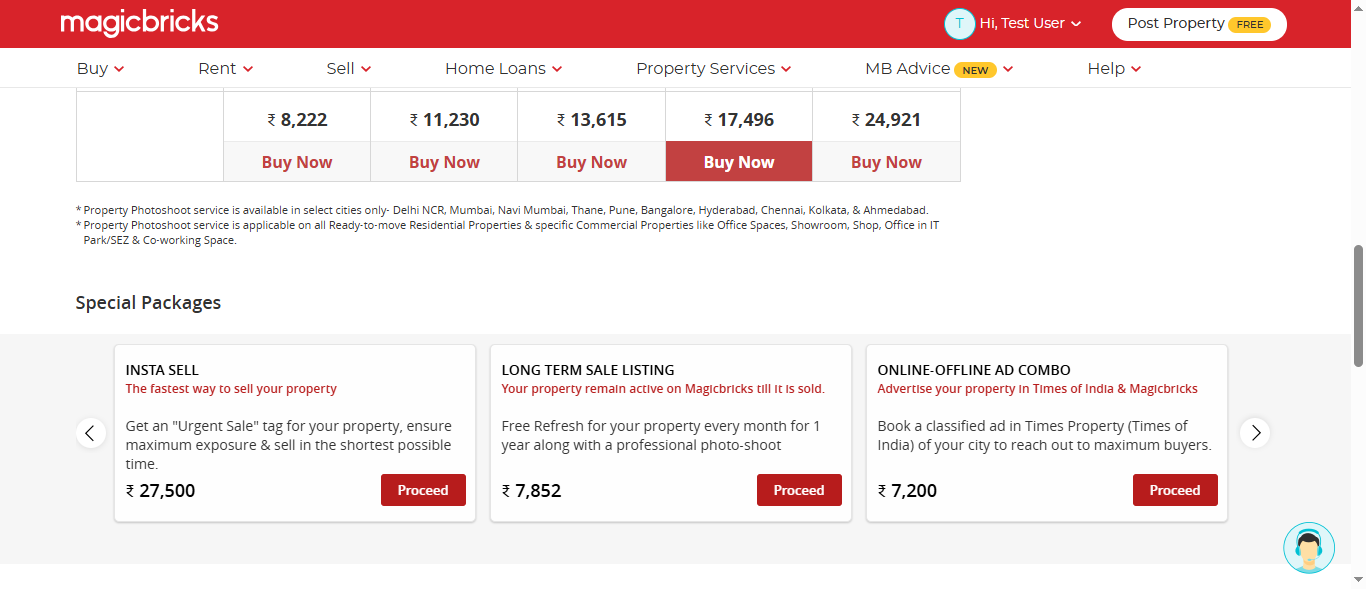 magicbricks
T Hi, Test User
Post Property FREE
Buy Rent Sell Home Loans Property Services MB Advice NEW Help
₹ 8,222 ₹ 11,230 ₹ 13,615 ₹ 17,496 ₹ 24,921
Buy Now Buy Now Buy Now Buy Now Buy Now
* Property Photoshoot service is available in select cities only- Delhi NCR, Mumbai, Navi Mumbai, Thane, Pune, Bangalore, Hyderabad, Chennai, Kolkata, & Ahmedabad.
* Property Photoshoot service is applicable on all Ready-to-move Residential Properties & specific Commercial Properties like Office Spaces, Showroom, Shop, Office in IT
Park/SEZ & Co-working Space.
Special Packages
INSTA SELL
The fastest way to sell your property
Get an "Urgent Sale" tag for your property, ensure
maximum exposure & sell in the shortest possible
time.
₹ 27,500 Proceed
LONG TERM SALE LISTING
Your property remain active on Magicbricks till it is sold.
Free Refresh for your property every month for 1
year along with a professional photo-shoot
₹ 7,852 Proceed
ONLINE-OFFLINE AD COMBO
Advertise your property in Times of India & Magicbricks
Book a classified ad in Times Property (Times of
India) of your city to reach out to maximum buyers.
₹ 7,200 Proceed